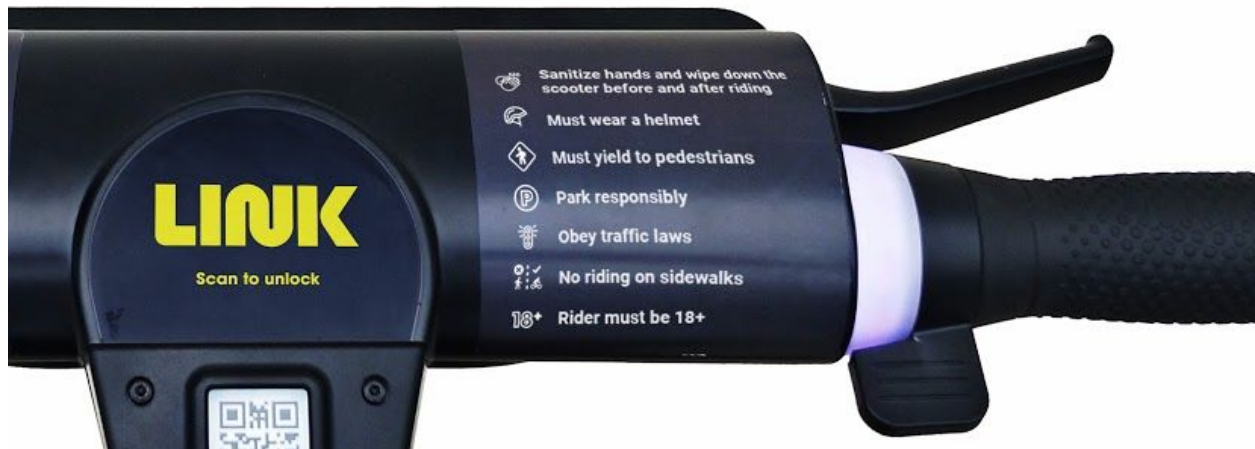 LINK
Scan to unlock
Sanitize hands and wipe down the
scooter before and after riding
Must wear a helmet
Must yield to pedestrians
P
Park responsibly
Obey traffic laws
No riding on sidewalks
18+
Rider must be 18+